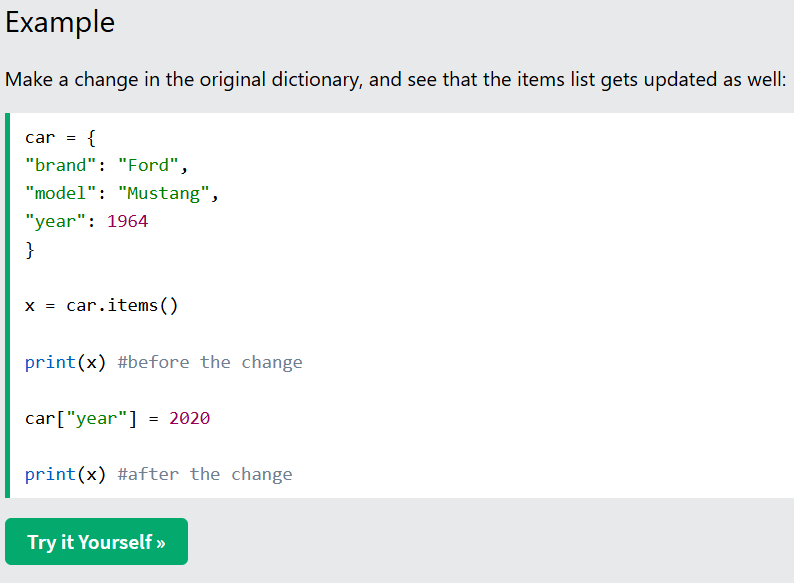 Example
Make a change in the original dictionary, and see that the items list gets updated as well:
car = {
"brand": "Ford",
"model": "Mustang",
"year": 1964
}
x = car.items()
print(x) #before the change
car["year"] = 2020
print(x) #after the change
Try it Yourself »